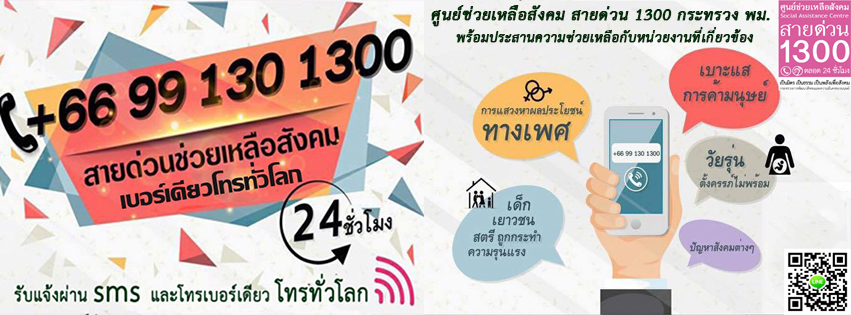 +66 99 130 1300
สายด่วนช่วยเหลือสังคม
เบอร์เดียวโทรทั่วโลก
24 ชั่วโมง
รับแจ้งผ่าน sms และโทรเบอร์เดียว โทรทั่วโลก
ศูนย์ช่วยเหลือสังคม สายด่วน 1300 กระทรวง พม.
พร้อมประสานความช่วยเหลือกับหน่วยงานที่เกี่ยวข้อง
การแสวงหาผลประโยชน์
ทางเพศ
เบาะแส
การค้ามนุษย์
+66 99 130 1300
วัยรุ่น
ตั้งครรภ์ไม่พร้อม
เด็ก
เยาวชน
สตรี ถูกกระทำ
ความรุนแรง
ปัญหาสังคมต่างๆ
ศูนย์ช่วยเหลือสังคม
Social Assistance Centre
สายด่วน
1300
ตลอด 24 ชั่วโมง
LINE